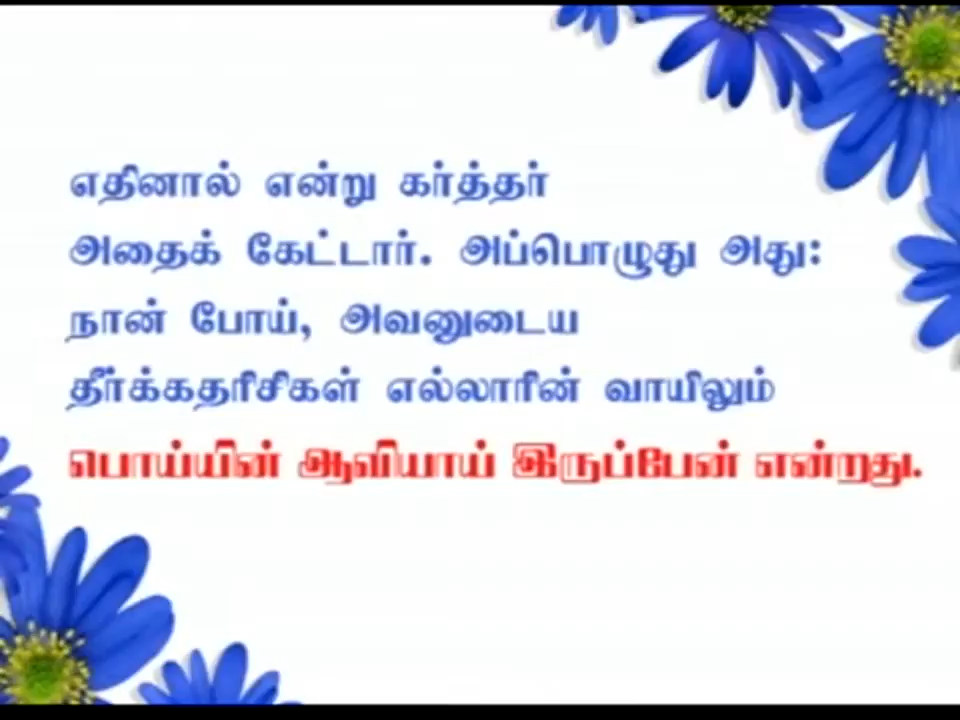 எதினால் என்று கர்த்தர்
அதைக் கேட்டார். அப்பொழுது அது:
நான் போய், அவனுடைய
தீர்க்கதரிசிகள் எல்லாரின் வாயிலும்
பொய்யின் ஆவியாய் இருப்பேன் என்றது.